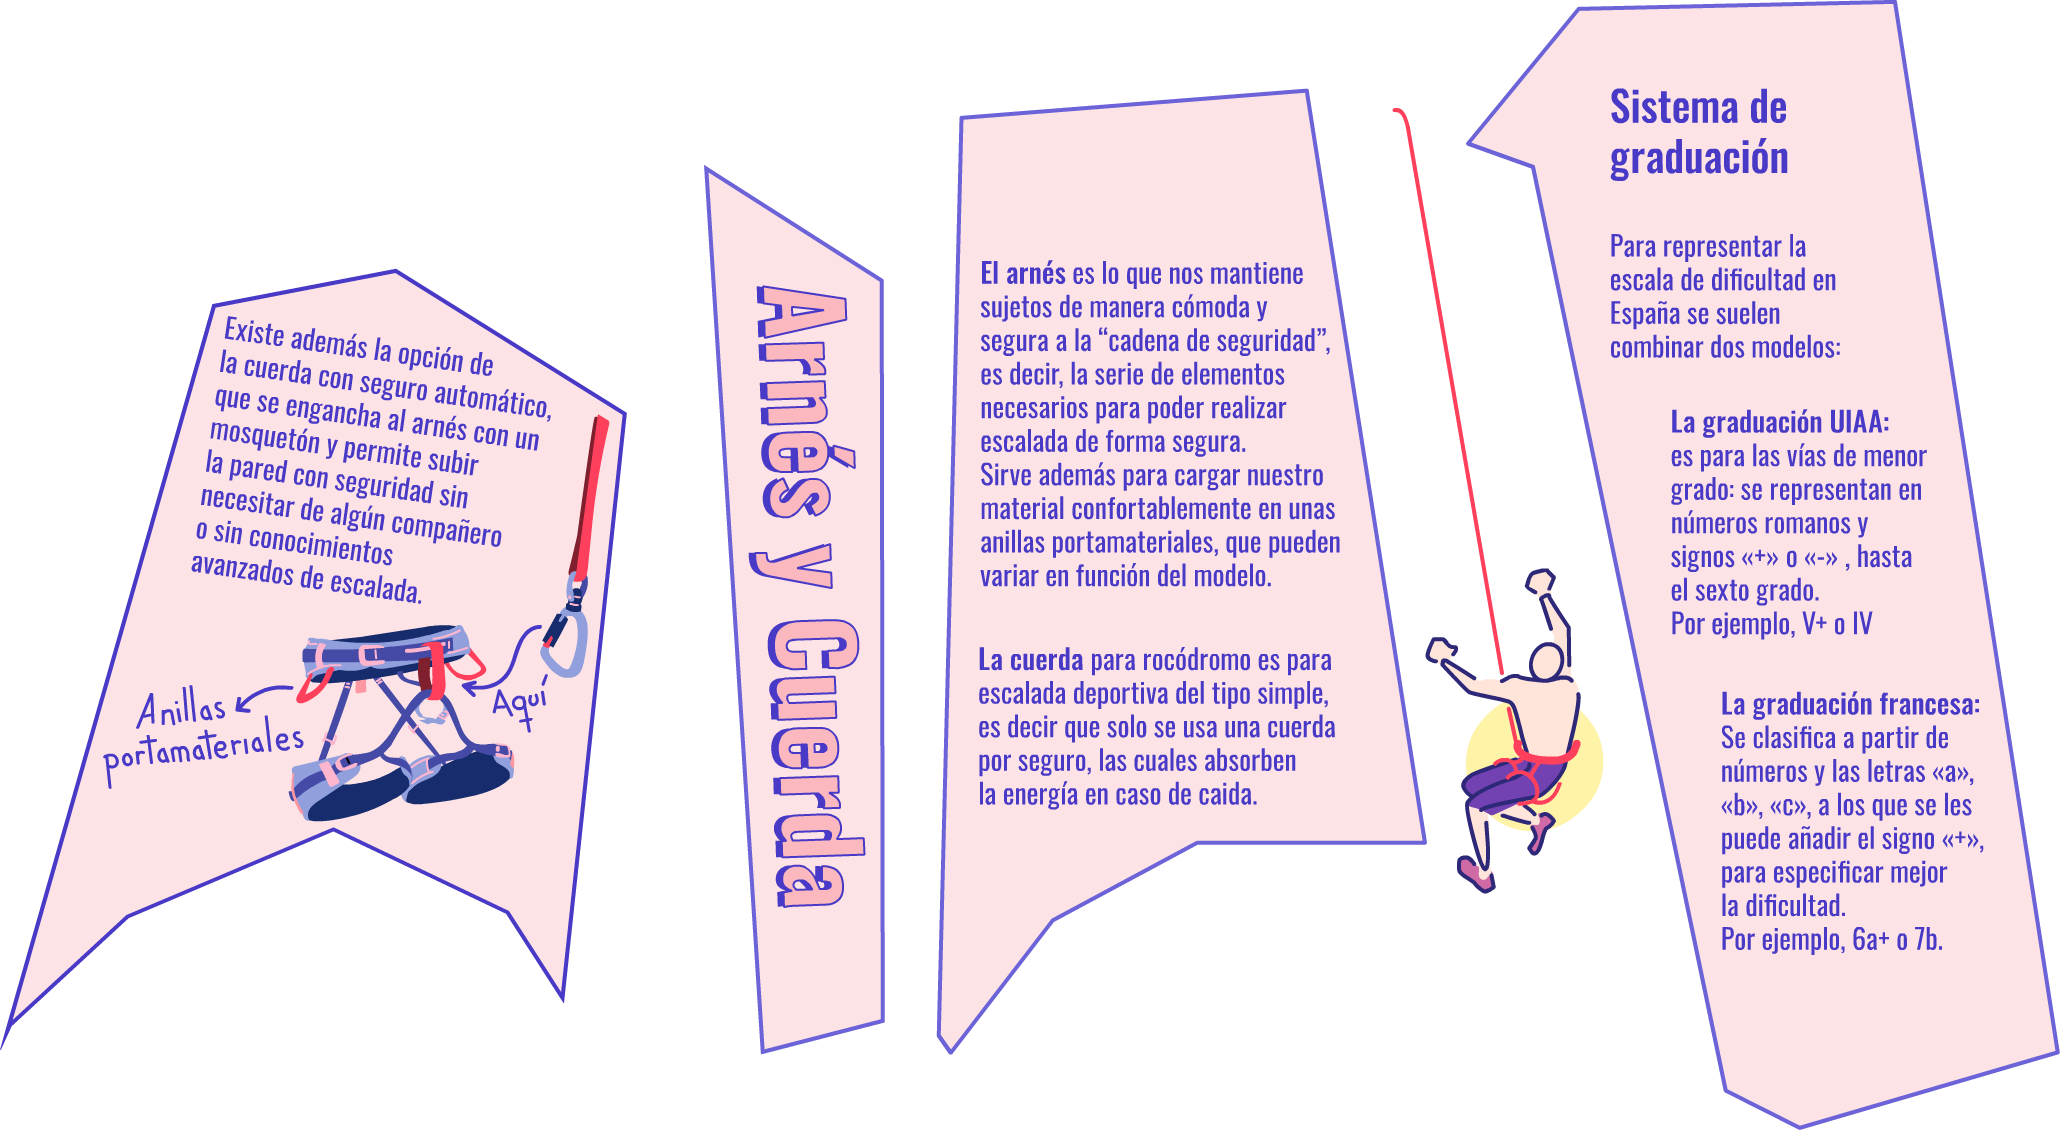 Existe además la opción de
la cuerda con seguro automático,
que se engancha al arnés con un
mosquetón y permite subir
la pared con seguridad sin
necesitar de algún compañero
o sin conocimientos
avanzados de escalada.
Anillas
portamateriales
Aquí
Arnés y Cuerda
El arnés es lo que nos mantiene
sujetos de manera cómoda y
segura a la “cadena de seguridad”,
es decir, la serie de elementos
necesarios para poder realizar
escalada de forma segura.
Sirve además para cargar nuestro
material confortablemente en unas
anillas portamateriales, que pueden
variar en función del modelo.
La cuerda para rocódromo es para
escalada deportiva del tipo simple,
es decir que solo se usa una cuerda
por seguro, las cuales absorben
la energía en caso de caida.
Sistema de
graduación
Para representar la
escala de dificultad en
España se suelen
combinar dos modelos:
La graduación UIAA:
es para las vías de menor
grado: se representan en
números romanos y
signos «+» o «-» , hasta
el sexto grado.
Por ejemplo, V+ o IV
La graduación francesa:
Se clasifica a partir de
números y las letras «a»,
«b», «c», a los que se les
puede añadir el signo «+»,
para especificar mejor
la dificultad.
Por ejemplo, 6a+ o 7b.